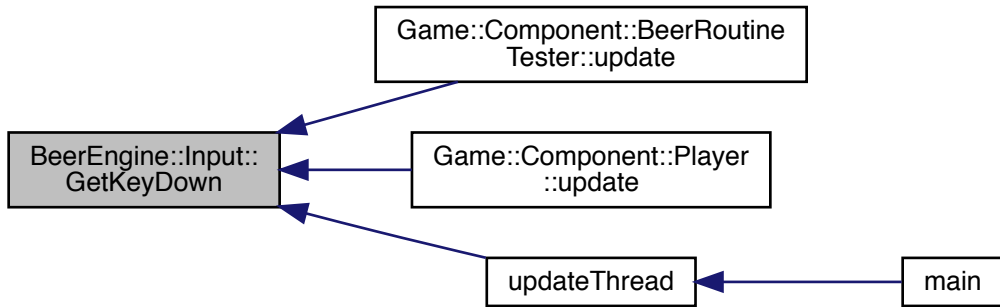 Game::Component::BeerRoutine
Tester::update
BeerEngine::Input::
GetKeyDown
Game::Component::Player
::update
updateThread
main